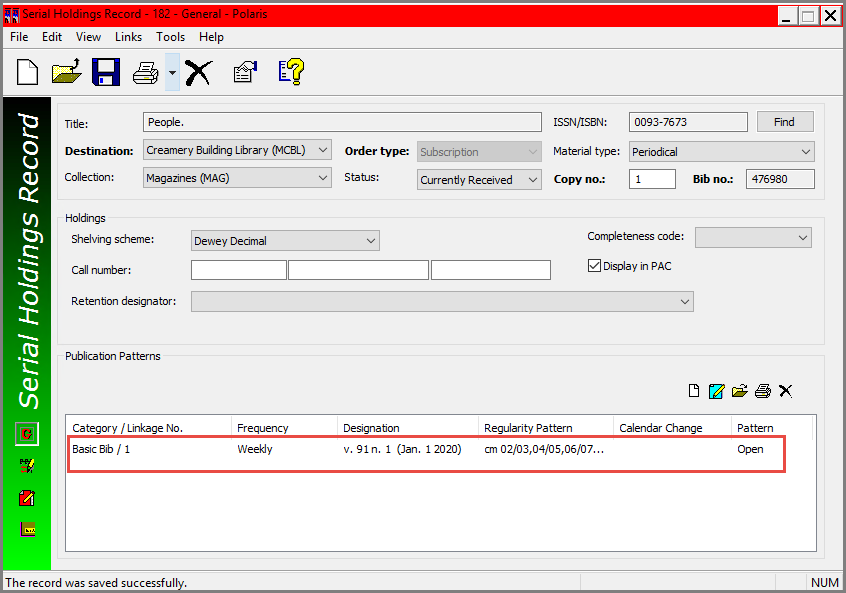 Serial Holdings Record - 182 - General - Polaris
File Edit View Links Tools Help
Serial Holdings Record
Title: People. ISSN/ISBN: 0093-7673 Find
Destination: Creamery Building Library (MCBL) Order type: Subscription Material type: Periodical
Collection: Magazines (MAG) Status: Currently Received Copy no.: 1 Bib no.: 476980
Holdings
Shelving scheme: Dewey Decimal Completeness code:
Call number: Display in PAC
Retention designator:
Publication Patterns
Category / Linkage No. Frequency Designation Regularity Pattern Calendar Change Pattern
Basic Bib / 1 Weekly v. 91 n. 1 (Jan. 1 2020) cm 02/03,04/05,06/07... Open
The record was saved successfully. NUM